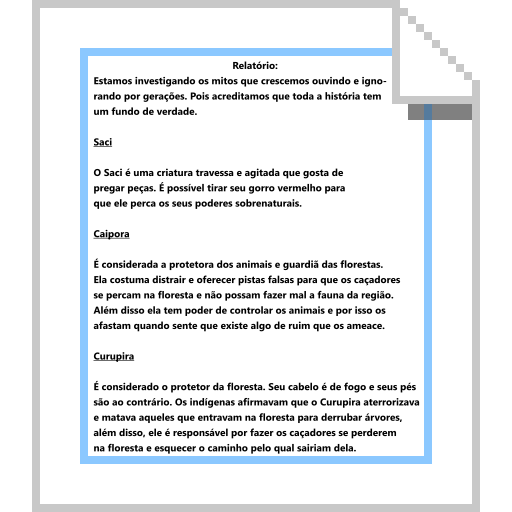 Relatório:
Estamos investigando os mitos que crescemos ouvindo e igno-
rando por gerações. Pois acreditamos que toda a história tem
um fundo de verdade.
Saci
O Saci é uma criatura travessa e agitada que gosta de
pregar peças. É possível tirar seu gorro vermelho para
que ele perca os seus poderes sobrenaturais.
Caipora
É considerada a protetora dos animais e guardiã das florestas.
Ela costuma distrair e oferecer pistas falsas para que os caçadores
se percam na floresta e não possam fazer mal a fauna da região.
Além disso ela tem poder de controlar os animais e por isso os
afastam quando sente que existe algo de ruim que os ameace.
Curupira
É considerado o protetor da floresta. Seu cabelo é de fogo e seus pés
são ao contrário. Os indígenas afirmavam que o Curupira aterrorizava
e matava aqueles que entravam na floresta para derrubar árvores,
além disso, ele é responsável por fazer os caçadores se perderem
na floresta e esquecer o caminho pelo qual sairiam dela.